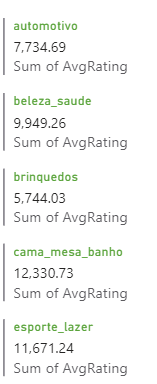 automotivo
7,734.69
Sum of AvgRating
beleza_saude
9,949.26
Sum of AvgRating
brinquedos
5,744.03
Sum of AvgRating
cama_mesa_banho
12,330.73
Sum of AvgRating
esporte_lazer
11,671.24
Sum of AvgRating